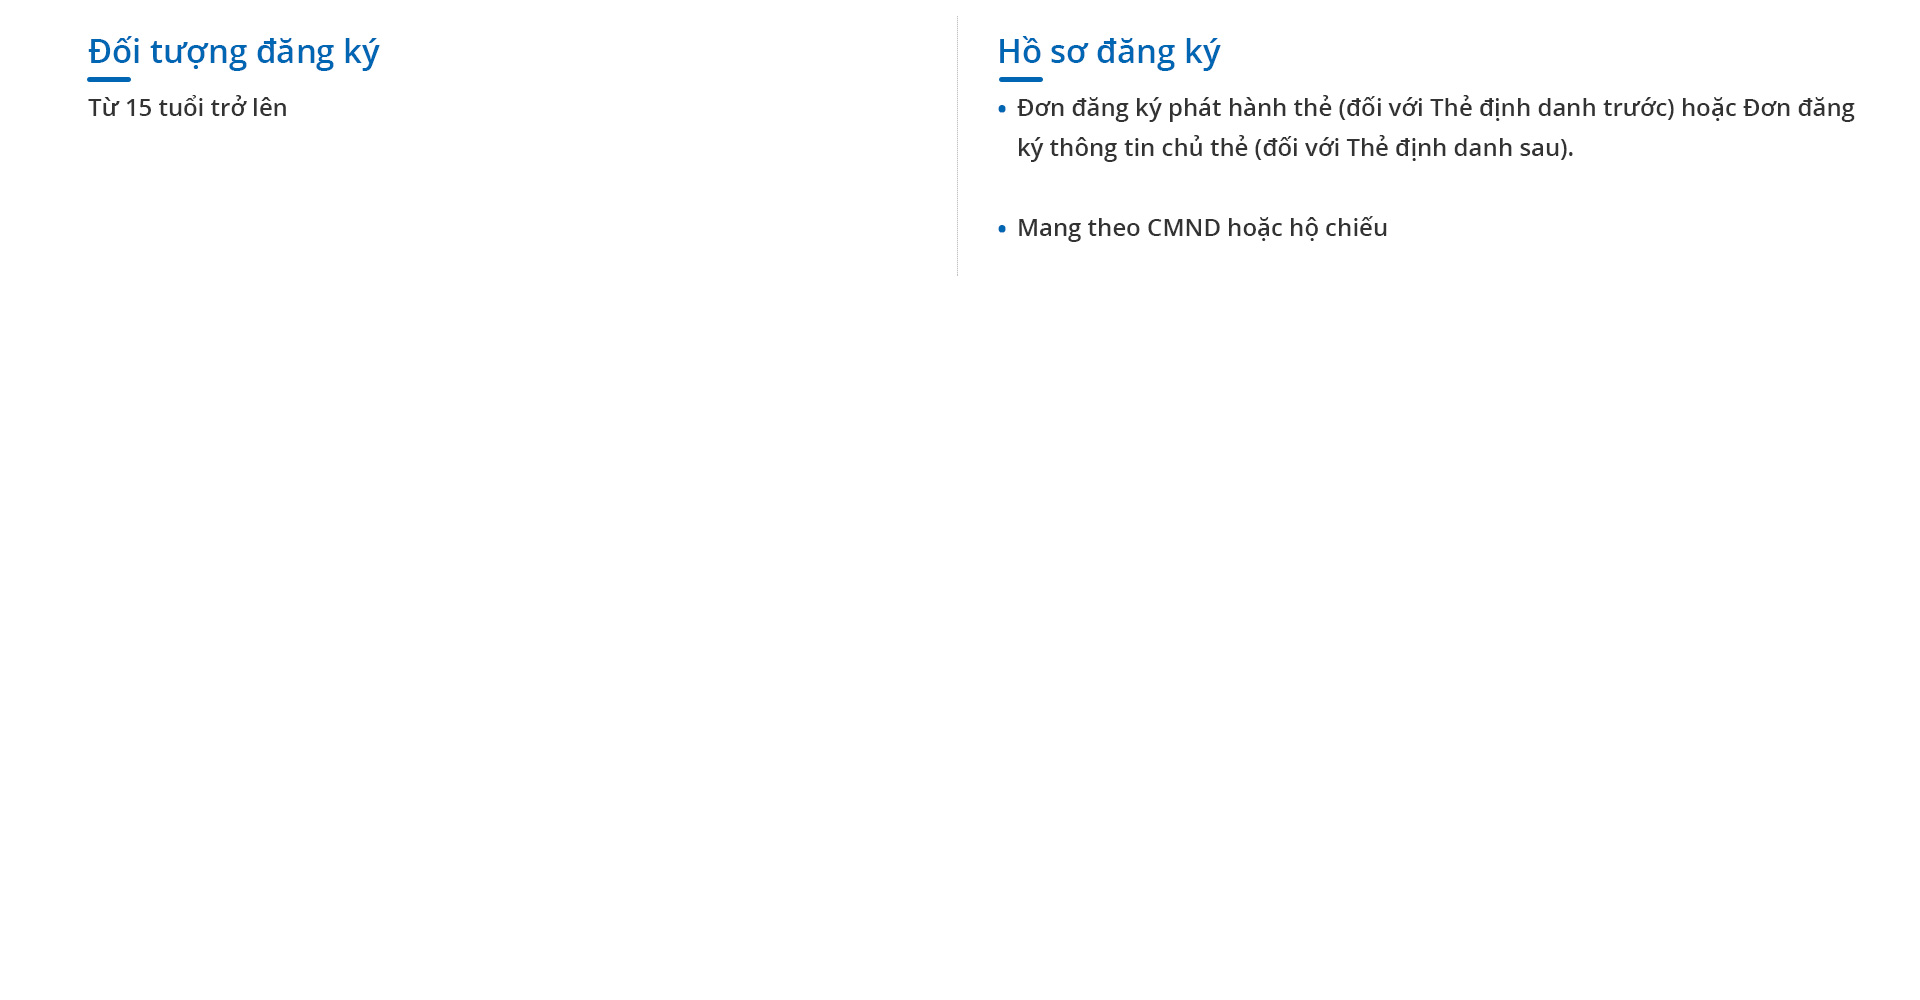 Đối tượng đăng ký
Từ 15 tuổi trở lên
Hồ sơ đăng ký
• Đơn đăng ký phát hành thẻ (đối với Thẻ định danh trước) hoặc Đơn đăng
ký thông tin chủ thẻ (đối với Thẻ định danh sau).
• Mang theo CMND hoặc hộ chiếu